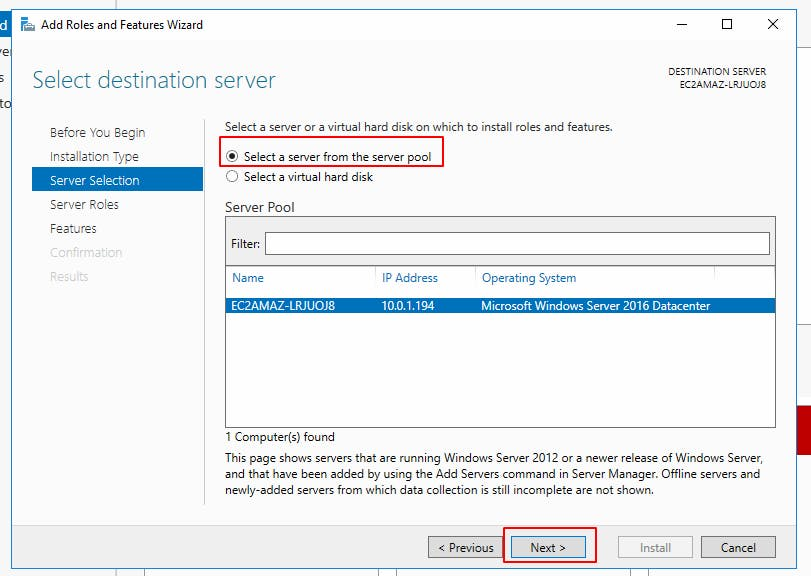 Add Roles and Features Wizard
Select destination server
DESTINATION SERVER
EC2AMAZ-LRJUOJ8
Before You Begin
Installation Type
Server Selection
Server Roles
Features
Confirmation
Results
Select a server or a virtual hard disk on which to install roles and features.
Select a server from the server pool
Select a virtual hard disk
Server Pool
Filter:
Name IP Address Operating System
EC2AMAZ-LRJUOJ8 10.0.1.194 Microsoft Windows Server 2016 Datacenter
1 Computer(s) found
This page shows servers that are running Windows Server 2012 or a newer release of Windows Server,
and that have been added by using the Add Servers command in Server Manager. Offline servers and
newly-added servers from which data collection is still incomplete are not shown.
< Previous Next > Install Cancel